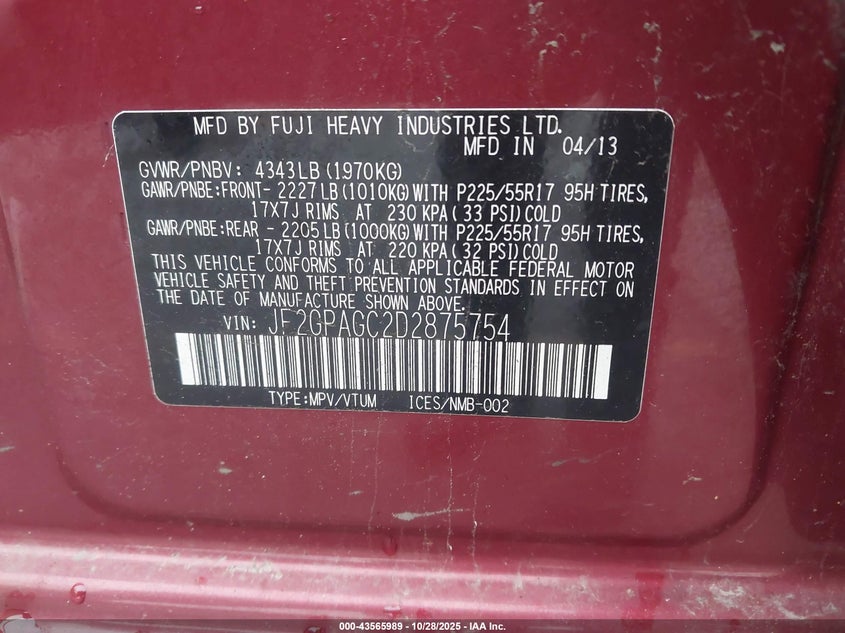 MFD BY FUJI HEAVY INDUSTRIES LTD.
MFD IN 04/13
GVWR/PNBV: 4343LB (1970KG)
GAWR/PNBE:FRONT- 2227LB (1010KG) WITH P225/55R17 95H TIRES,
17X7J RIMS AT 230 KPA ( 33 PSI) COLD
GAWR/PNBE:REAR - 2205LB (1000KG) WITH P225/55R17 95H TIRES,
17X7J RIMS AT 220 KPA ( 32 PSI) COLD
THIS VEHICLE CONFORMS TO ALL APPLICABLE FEDERAL MOTOR
VEHICLE SAFETY AND THEFT PREVENTION STANDARDS IN EFFECT ON
THE DATE OF MANUFACTURE SHOWN ABOVE.
VIN: JF2GPAGC2D2875754
TYPE:MPV/VTUM ICES/NMB-002
000-43565989 - 10/28/2025 - IAA Inc.